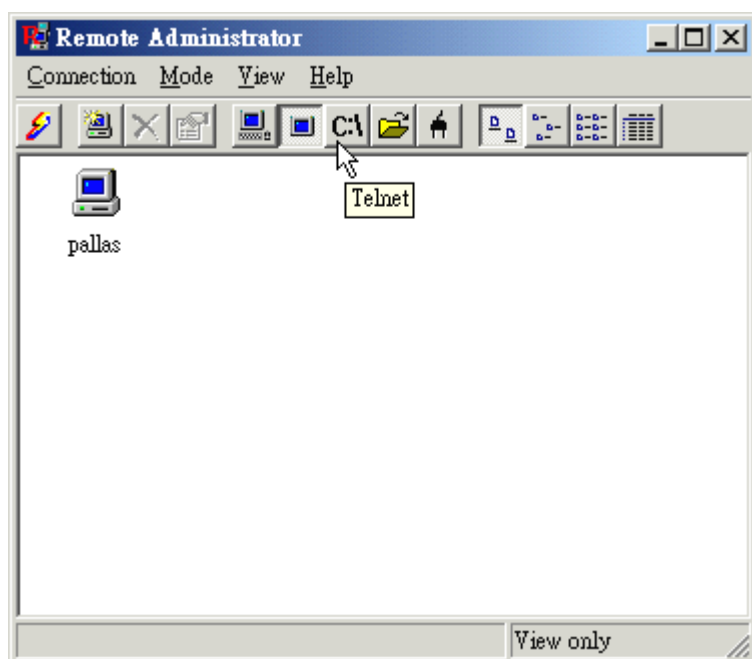 Remote Administrator
Connection Mode View Help
C:\
Telnet
pallas
View only